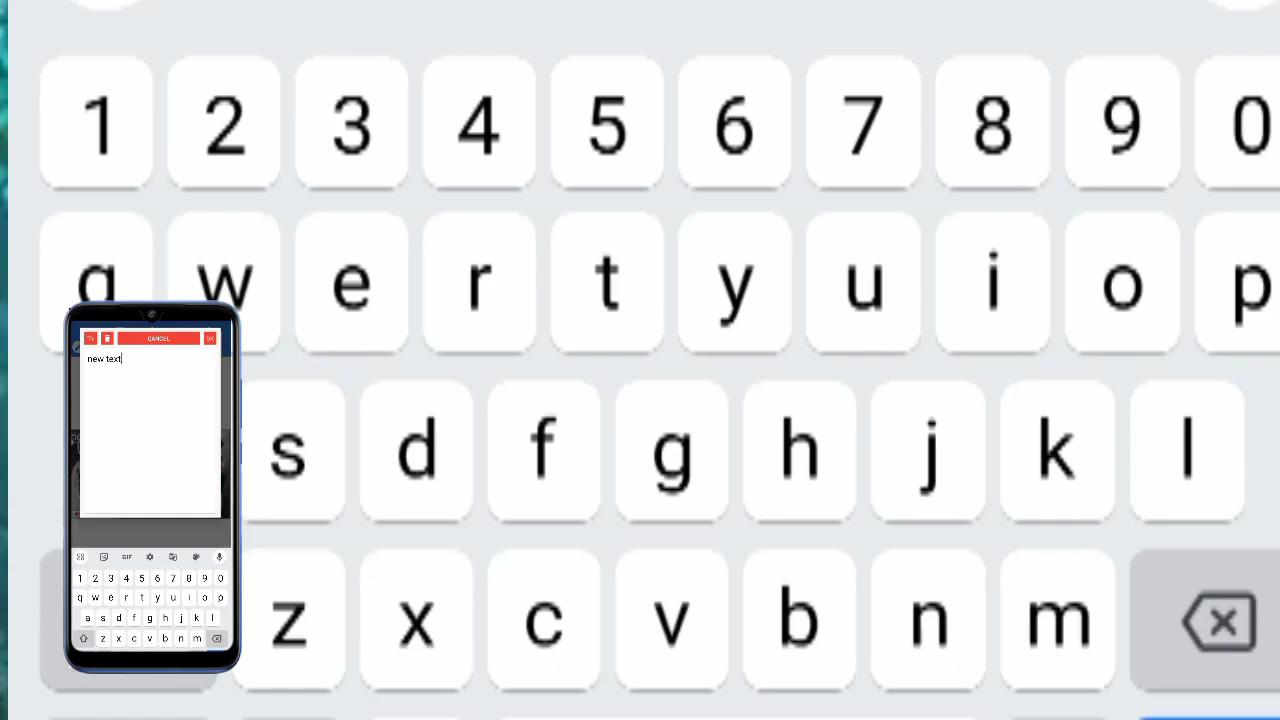 1 2 3 4 5 6 7 8 9 0
q w e r t y u i o p
s d f g h j k l
z x c v b n m
Tr CANCEL OK
new text
GIF
1 2 3 4 5 6 7 8 9 0
q w e r t y u i o p
a s d f g h j k l
z x c v b n m